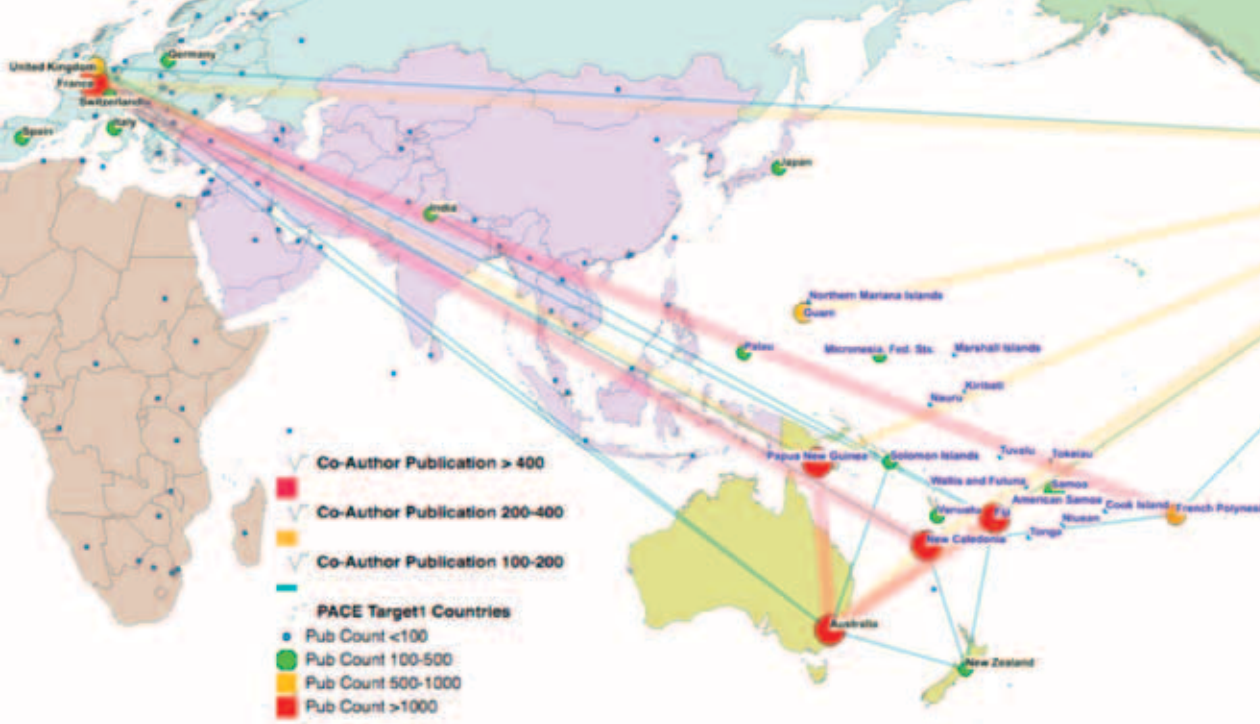 Germany
United Kingdom
France
Switzerland
Italy
Spain
Japan
India
Northern Mariana Islands
Guam
Palau
Micronesia, Fed. Sts.
Marshall Islands
Kiribati
Nauru
Papua New Guinea
Solomon Islands
Tuvalu
Tokelau
Wallis and Futuna
Samoa
American Samoa
Cook Island
French Polynes
Vanuatu
Fiji
Niuean
Tonga
New Caledonia
Australia
New Zealand
Co-Author Publication > 400
Co-Author Publication 200-400
Co-Author Publication 100-200
PACE Target1 Countries
Pub Count <100
Pub Count 100-500
Pub Count 500-1000
Pub Count >1000